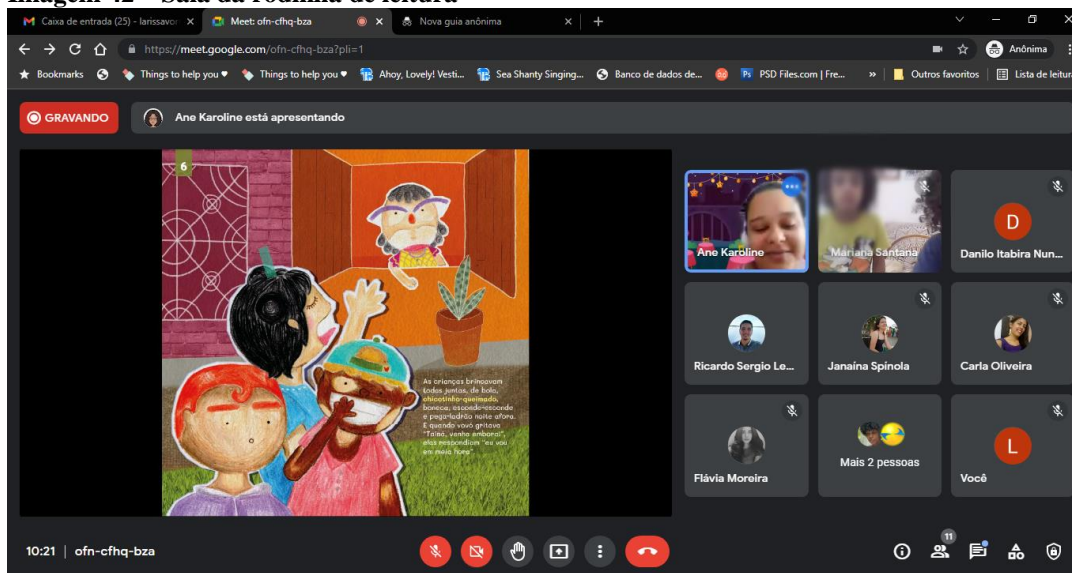 Imagem 42 – Sala da rodinha de leitura
Caixa de entrada (25) - larissavor
Meet: ofn-cfhq-bza
Nova guia anônima
https://meet.google.com/ofn-cfhq-bza?pli=1
Anônima
Bookmarks
Things to help you ♥
Things to help you ♥
Ahoy, Lovely! Vesti...
Sea Shanty Singing...
Banco de dados de...
PSD Files.com | Fre...
»
Outros favoritos
Lista de leitur
GRAVANDO
Ane Karoline está apresentando
6
As crianças brincavam
todas juntas, de bola,
chicotinho-queimado,
boneca, esconde-esconde
e pega-ladrão noite afora.
E quando vovó gritava
"Tainá, venha embora!",
elas respondiam "eu vou
em meia hora".
Ane Karoline
Mariana Santana
D
Danilo Itabira Nun...
Ricardo Sergio Le...
Janaína Spínola
Carla Oliveira
Flávia Moreira
Mais 2 pessoas
L
Você
10:21 | ofn-cfhq-bza
11